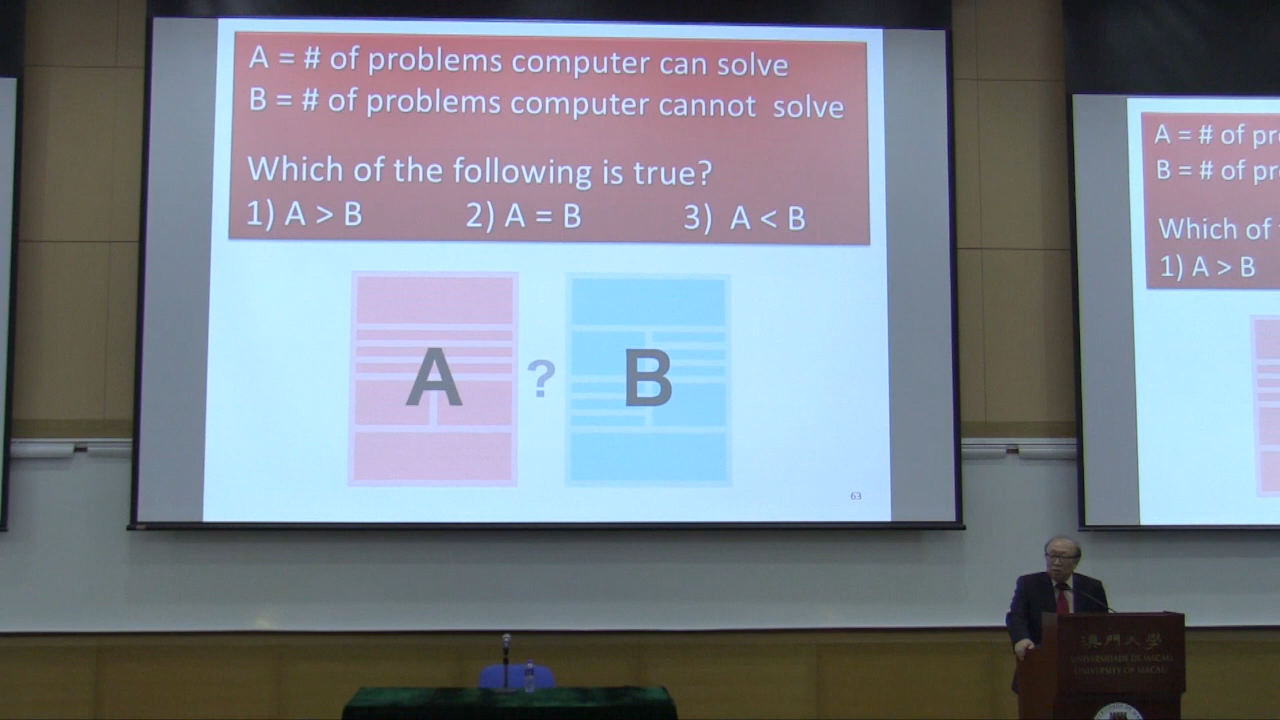 A = # of problems computer can solve
B = # of problems computer cannot solve
Which of the following is true?
1) A > B 2) A = B 3) A < B
A ? B
63
A = # of pr
B = # of pr
Which of
1) A > B
澳門大學
UNIVERSIDADE DE MACAU
UNIVERSITY OF MACAU